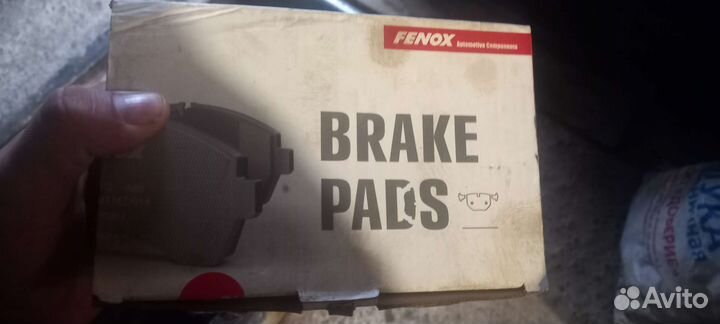 FENOX Automotive Components
BRAKE
PADS
Avito